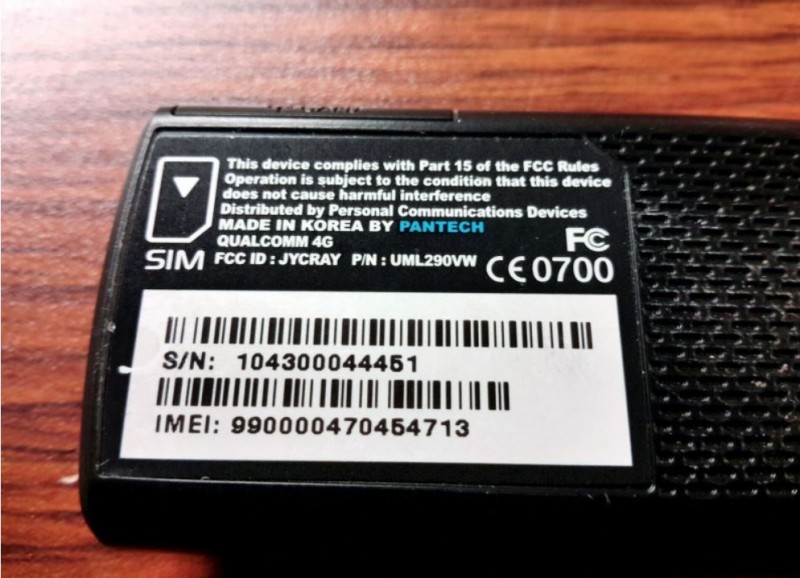 This device complies with Part 15 of the FCC Rules
Operation is subject to the condition that this device
does not cause harmful interference
Distributed by Personal Communications Devices
MADE IN KOREA BY PANTECH
QUALCOMM 4G
FC
SIM FCC ID : JYCRAY P/N : UML290VW CE 0700
S/N: 104300044451
IMEI: 990000470454713